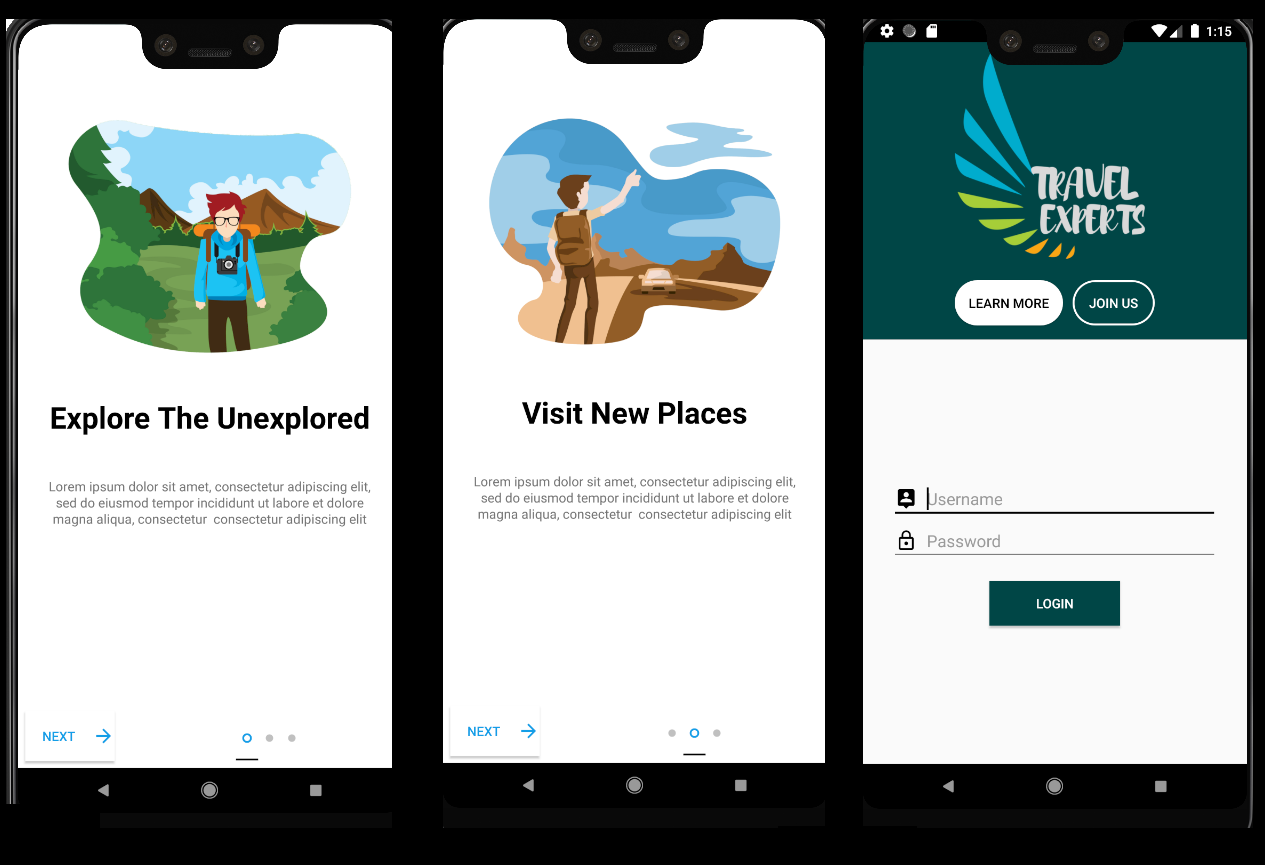 Explore The Unexplored
Lorem ipsum dolor sit amet, consectetur adipiscing elit,
sed do eiusmod tempor incididunt ut labore et dolore
magna aliqua, consectetur  consectetur adipiscing elit
NEXT
Visit New Places
Lorem ipsum dolor sit amet, consectetur adipiscing elit,
sed do eiusmod tempor incididunt ut labore et dolore
magna aliqua, consectetur  consectetur adipiscing elit
NEXT
1:15
TRAVEL
EXPERTS
LEARN MORE
JOIN US
Username
Password
LOGIN